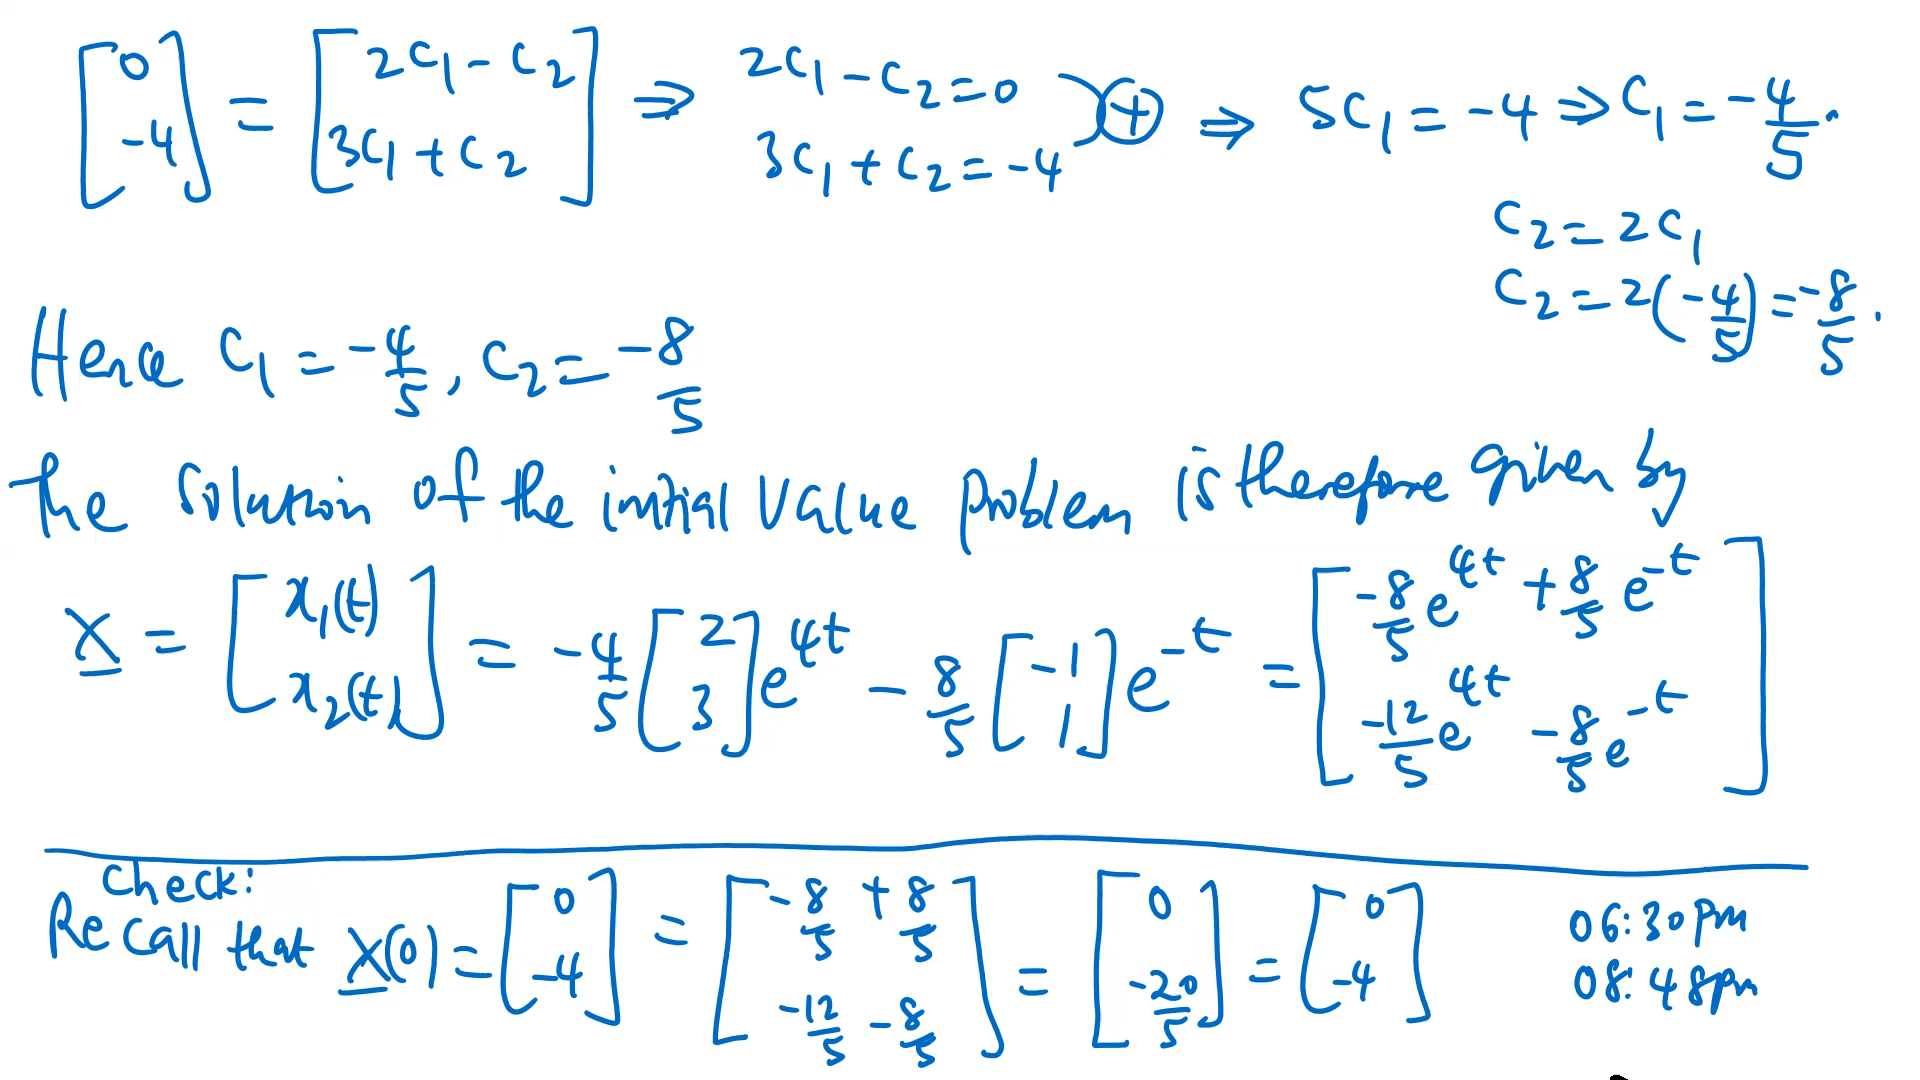 [0 -4] = [2C₁ - C₂ 3C₁ + C₂] ⇒ 2C₁ - C₂ = 0 3C₁ + C₂ = -4 ⊕ ⇒ 5C₁ = -4 ⇒ C₁ = -4/5.
C₂ = 2C₁
C₂ = 2(-4/5) = -8/5.
Hence C₁ = -4/5, C₂ = -8/5
The solution of the initial value problem is therefore given by
X = [x₁(t) x₂(t)] = -4/5 [2 3] e^4t - 8/5 [-1 1] e^-t = [-8/5 e^4t + 8/5 e^-t -12/5 e^4t - 8/5 e^-t]
Check:
Recall that X(0) = [0 -4] = [-8/5 + 8/5 -12/5 - 8/5] = [0 -20/5] = [0 -4]
06:30pm
08:48pm